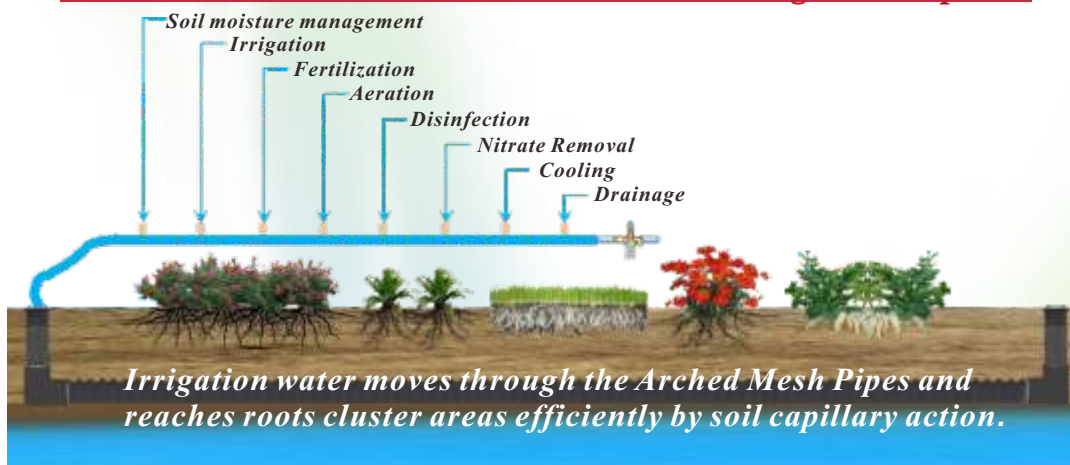 Soil moisture management
Irrigation
Fertilization
Aeration
Disinfection
Nitrate Removal
Cooling
Drainage
Irrigation water moves through the Arched Mesh Pipes and
reaches roots cluster areas efficiently by soil capillary action.